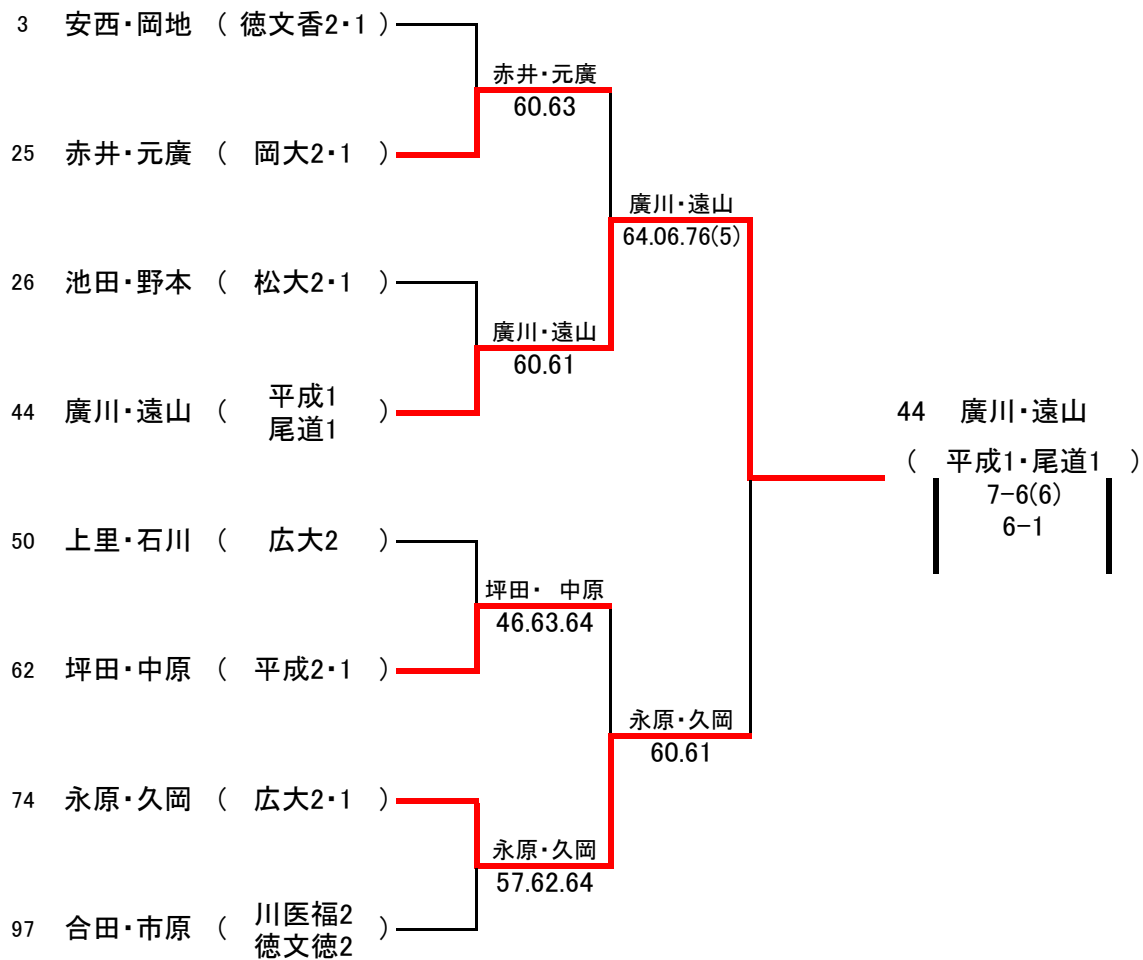 3 安西・岡地 ( 徳文香2・1 )
赤井・元廣
60.63
25 赤井・元廣 ( 岡大2・1 )
廣川・遠山
64.06.76(5)
26 池田・野本 ( 松大2・1 )
廣川・遠山
60.61
44 廣川・遠山 ( 平成1
尾道1 )
44 廣川・遠山
( 平成1・尾道1 )
7-6(6)
6-1
50 上里・石川 ( 広大2 )
坪田・ 中原
46.63.64
62 坪田・中原 ( 平成2・1 )
永原・久岡
60.61
74 永原・久岡 ( 広大2・1 )
永原・久岡
57.62.64
97 合田・市原 ( 川医福2
徳文徳2 )